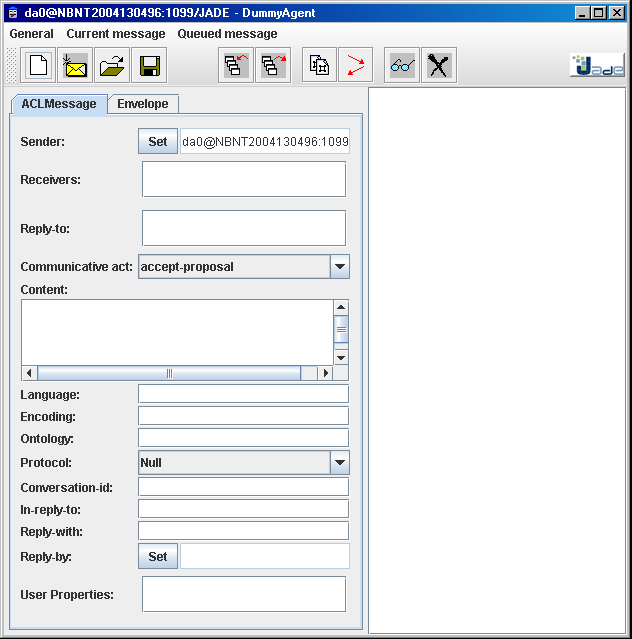 da0@NBNT2004130496:1099/JADE - DummyAgent
General Current message Queued message
Jade
ACLMessage Envelope
Sender: Set da0@NBNT2004130496:1099
Receivers:
Reply-to:
Communicative act: accept-proposal
Content:
Language:
Encoding:
Ontology:
Protocol: Null
Conversation-id:
In-reply-to:
Reply-with:
Reply-by: Set
User Properties: